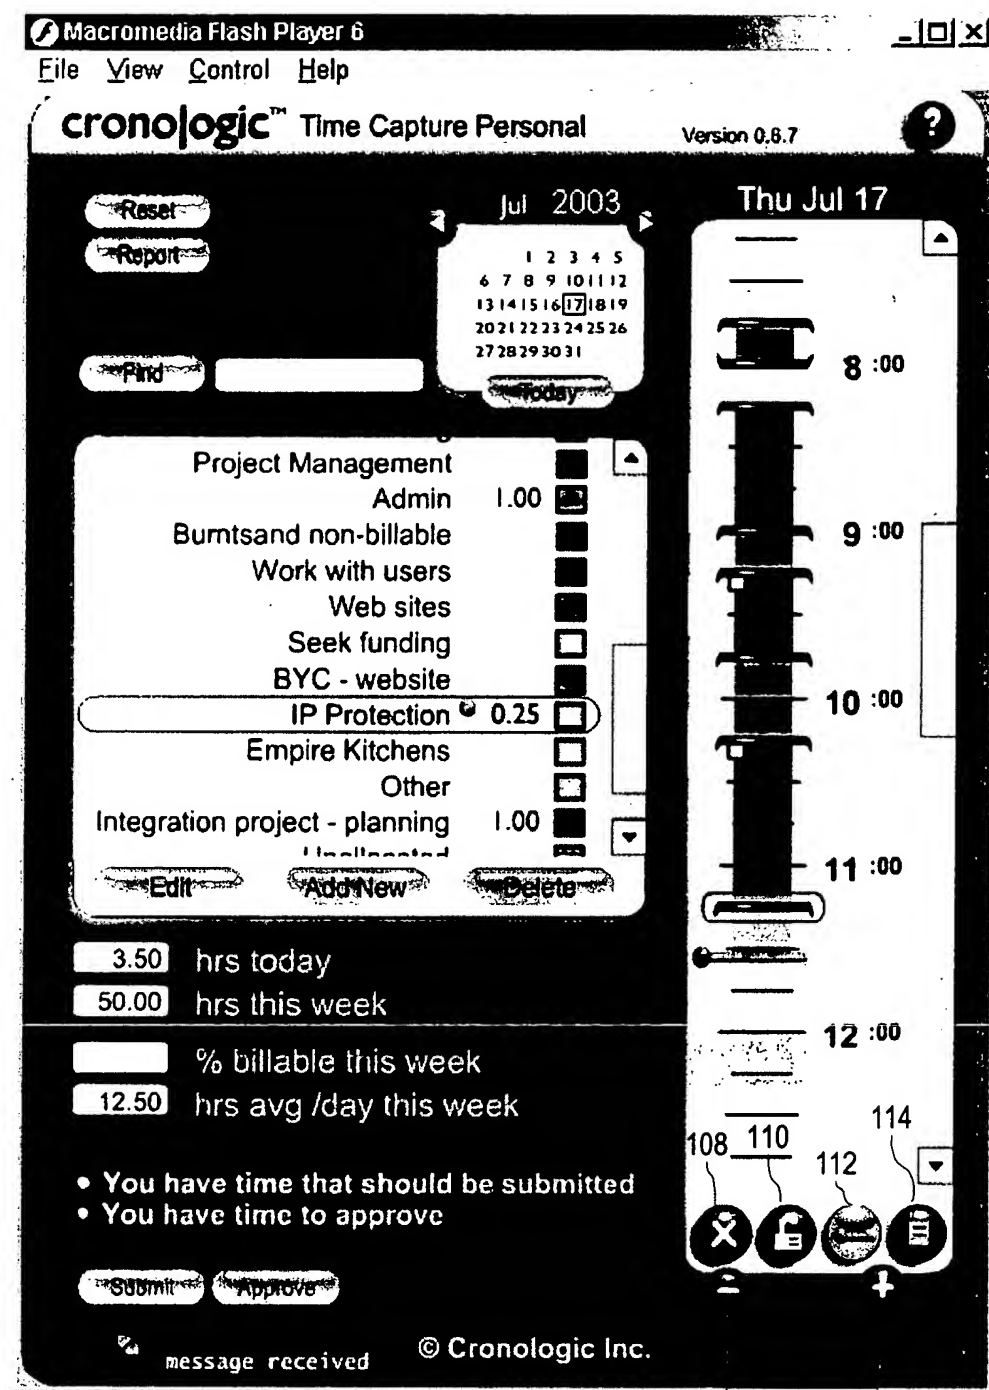 Macromedia Flash Player 6
File View Control Help
cronologic™ Time Capture Personal Version 0.6.7 ?
Reset
Report
Find
Jul 2003
1 2 3 4 5
6 7 8 9 10 11 12
13 14 15 16 17 18 19
20 21 22 23 24 25 26
27 28 29 30 31
Today
Project Management
Admin 1.00
Burntsand non-billable
Work with users
Web sites
Seek funding
BYC - website
IP Protection 0.25
Empire Kitchens
Other
Integration project - planning 1.00
Edit Add New Delete
3.50 hrs today
50.00 hrs this week
% billable this week
12.50 hrs avg /day this week
• You have time that should be submitted
• You have time to approve
Submit Approve
message received
© Cronologic Inc.
Thu Jul 17
8 :00
9 :00
10 :00
11 :00
12 :00
108 110 112 114